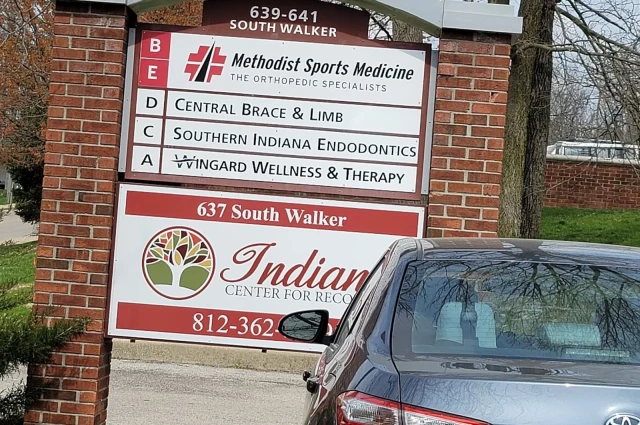 639-641
SOUTH WALKER
B
E
Methodist Sports Medicine
THE ORTHOPEDIC SPECIALISTS
D CENTRAL BRACE & LIMB
C SOUTHERN INDIANA ENDODONTICS
A WINGARD WELLNESS & THERAPY
637 South Walker
Indian
CENTER FOR RECO
812-362-